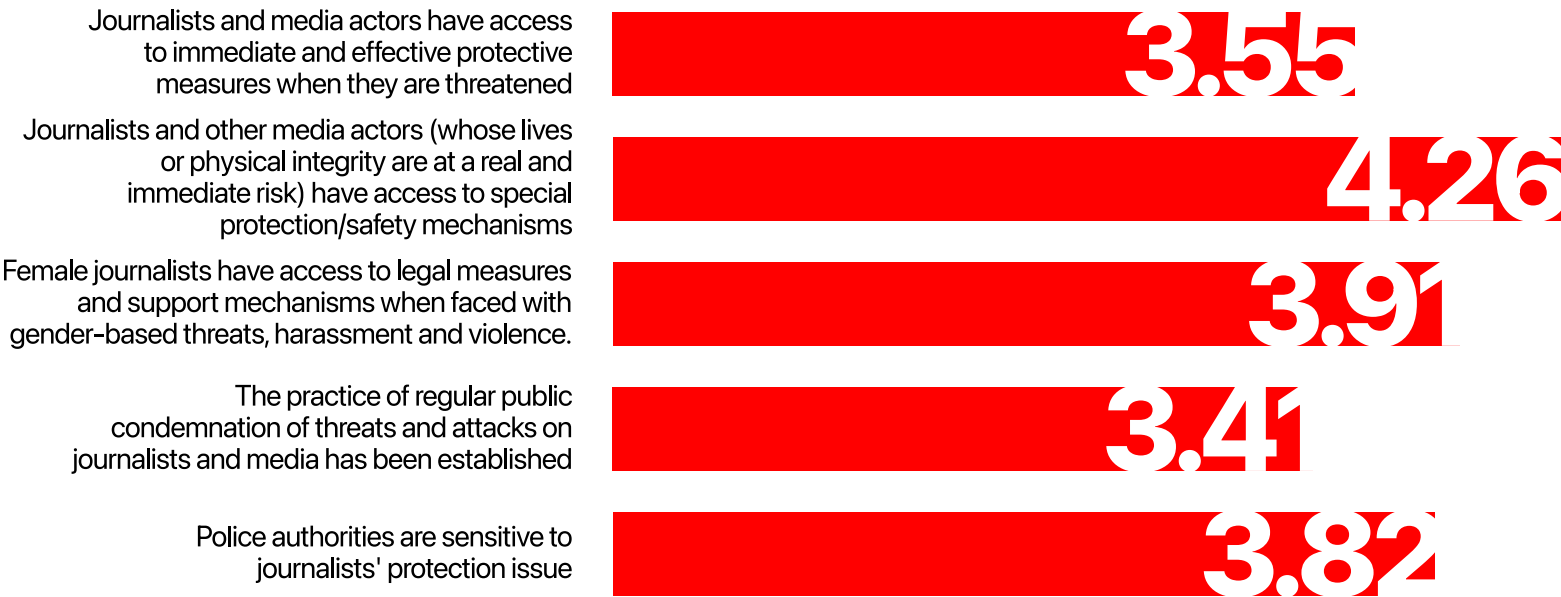 Journalists and media actors have access
to immediate and effective protective
measures when they are threatened
3.55
Journalists and other media actors (whose lives
or physical integrity are at a real and
immediate risk) have access to special
protection/safety mechanisms
4.26
Female journalists have access to legal measures
and support mechanisms when faced with
gender-based threats, harassment and violence.
3.91
The practice of regular public
condemnation of threats and attacks on
journalists and media has been established
3.41
Police authorities are sensitive to
journalists' protection issue
3.82